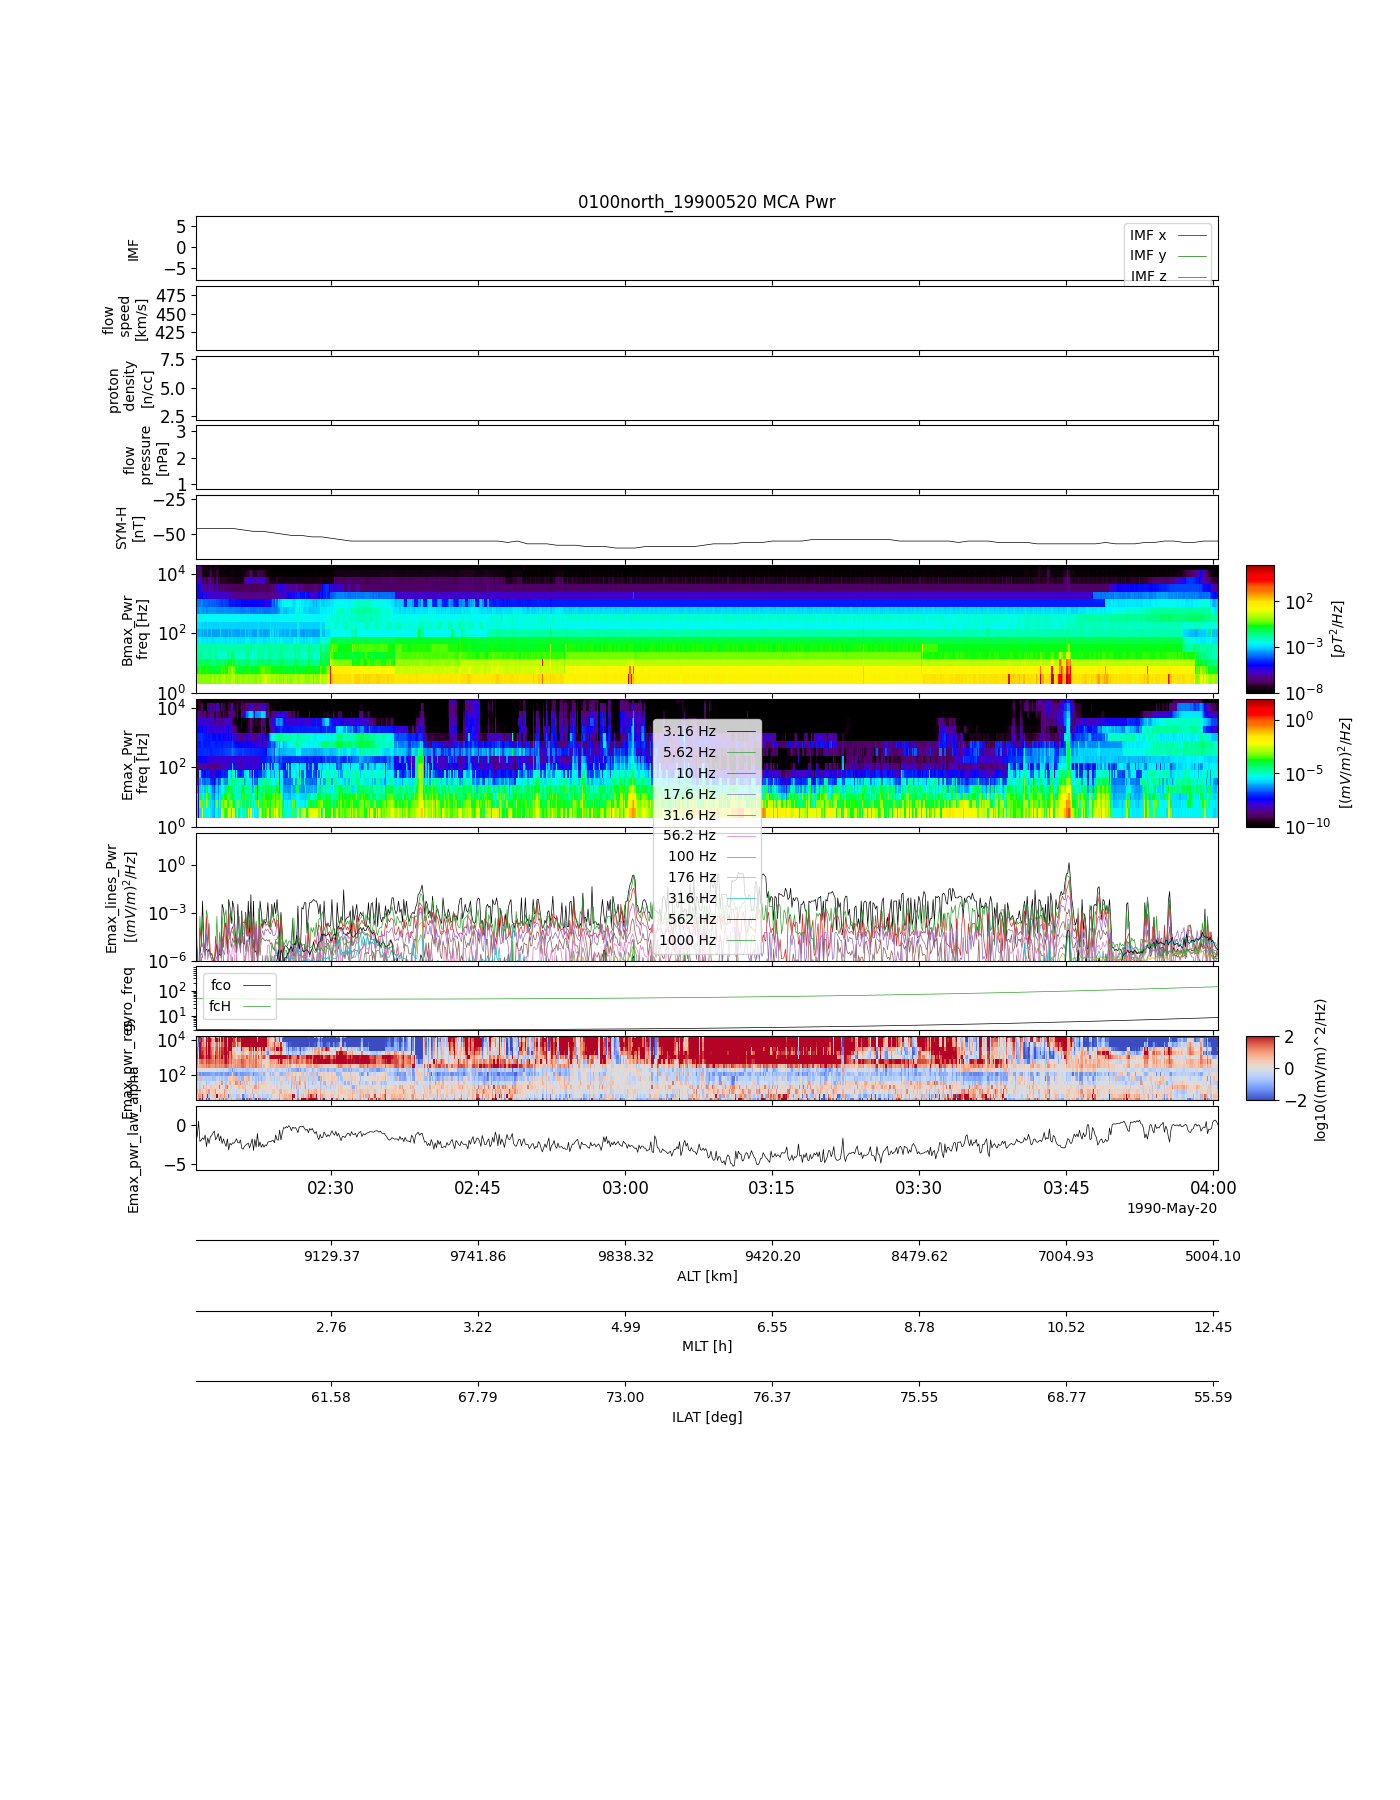 0100north_19900520 MCA Pwr
IMF
5
0
−5
IMF x
IMF y
IMF z
flow
speed
[km/s]
475
450
425
proton
density
[n/cc]
7.5
5.0
2.5
flow
pressure
[nPa]
3
2
1
SYM-H
[nT]
−25
−50
Bmax_Pwr
freq [Hz]
10^4
10^2
10^0
10^2
10^−3
10^−8
[pT^2/Hz]
Emax_Pwr
freq [Hz]
10^4
10^2
10^0
10^0
10^−5
10^−10
[(mV/m)^2/Hz]
3.16 Hz
5.62 Hz
10 Hz
17.6 Hz
31.6 Hz
56.2 Hz
100 Hz
176 Hz
316 Hz
562 Hz
1000 Hz
Emax_lines_Pwr
[(mV/m)^2/Hz]
10^0
10^−3
10^−6
gyro_freq
10^2
10^1
fco
fcH
10^4
10^2
2
0
−2
log10((mV/m)^2/Hz)
Emax_pwr_law_alpha
0
−5
02:30 02:45 03:00 03:15 03:30 03:45 04:00
1990-May-20
9129.37 9741.86 9838.32 9420.20 8479.62 7004.93 5004.10
ALT [km]
2.76 3.22 4.99 6.55 8.78 10.52 12.45
MLT [h]
61.58 67.79 73.00 76.37 75.55 68.77 55.59
ILAT [deg]